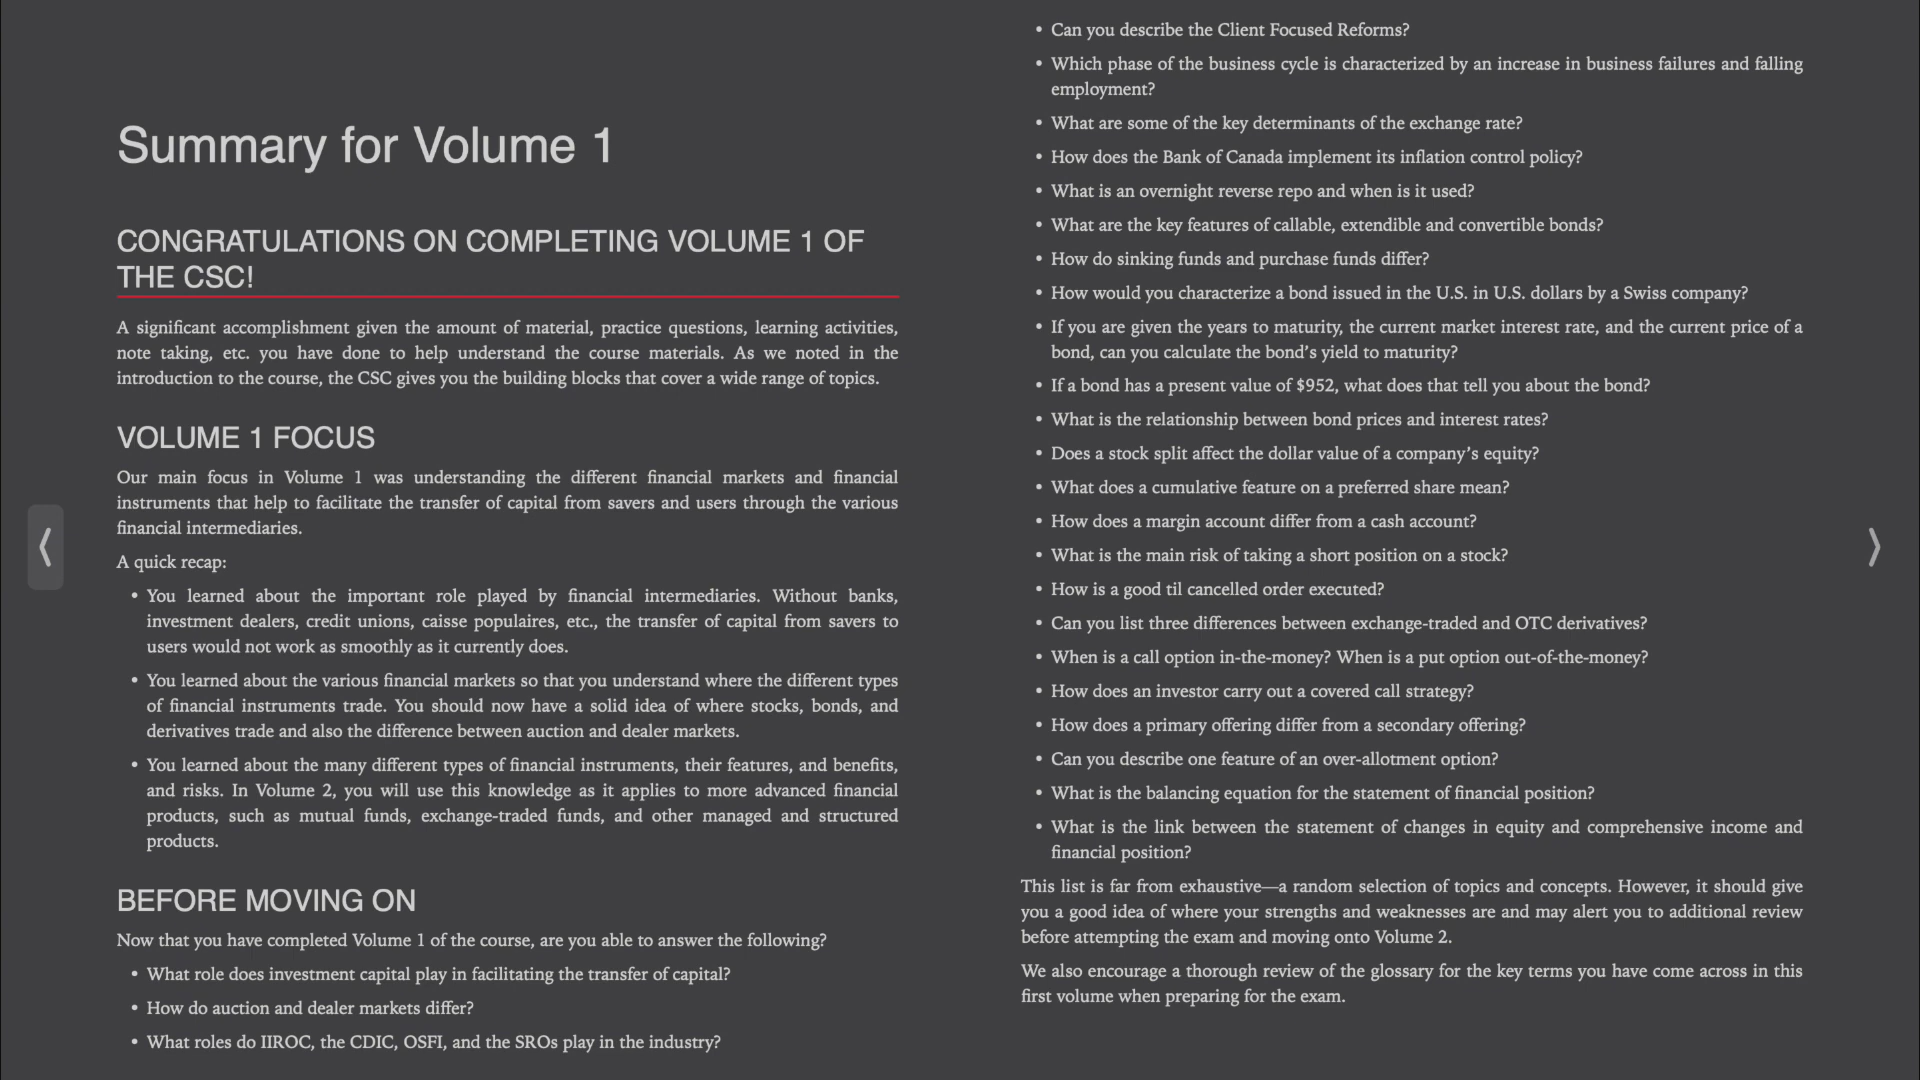 Summary for Volume 1
CONGRATULATIONS ON COMPLETING VOLUME 1 OF
THE CSC!
A significant accomplishment given the amount of material, practice questions, learning activities,
note taking, etc. you have done to help understand the course materials. As we noted in the
introduction to the course, the CSC gives you the building blocks that cover a wide range of topics.
VOLUME 1 FOCUS
Our main focus in Volume 1 was understanding the different financial markets and financial
instruments that help to facilitate the transfer of capital from savers and users through the various
financial intermediaries.
A quick recap:
• You learned about the important role played by financial intermediaries. Without banks,
investment dealers, credit unions, caisse populaires, etc., the transfer of capital from savers to
users would not work as smoothly as it currently does.
• You learned about the various financial markets so that you understand where the different types
of financial instruments trade. You should now have a solid idea of where stocks, bonds, and
derivatives trade and also the difference between auction and dealer markets.
• You learned about the many different types of financial instruments, their features, and benefits,
and risks. In Volume 2, you will use this knowledge as it applies to more advanced financial
products, such as mutual funds, exchange-traded funds, and other managed and structured
products.
BEFORE MOVING ON
Now that you have completed Volume 1 of the course, are you able to answer the following?
• What role does investment capital play in facilitating the transfer of capital?
• How do auction and dealer markets differ?
• What roles do IIROC, the CDIC, OSFI, and the SROs play in the industry?
• Can you describe the Client Focused Reforms?
• Which phase of the business cycle is characterized by an increase in business failures and falling
employment?
• What are some of the key determinants of the exchange rate?
• How does the Bank of Canada implement its inflation control policy?
• What is an overnight reverse repo and when is it used?
• What are the key features of callable, extendible and convertible bonds?
• How do sinking funds and purchase funds differ?
• How would you characterize a bond issued in the U.S. in U.S. dollars by a Swiss company?
• If you are given the years to maturity, the current market interest rate, and the current price of a
bond, can you calculate the bond’s yield to maturity?
• If a bond has a present value of $952, what does that tell you about the bond?
• What is the relationship between bond prices and interest rates?
• Does a stock split affect the dollar value of a company’s equity?
• What does a cumulative feature on a preferred share mean?
• How does a margin account differ from a cash account?
• What is the main risk of taking a short position on a stock?
• How is a good til cancelled order executed?
• Can you list three differences between exchange-traded and OTC derivatives?
• When is a call option in-the-money? When is a put option out-of-the-money?
• How does an investor carry out a covered call strategy?
• How does a primary offering differ from a secondary offering?
• Can you describe one feature of an over-allotment option?
• What is the balancing equation for the statement of financial position?
• What is the link between the statement of changes in equity and comprehensive income and
financial position?
This list is far from exhaustive—a random selection of topics and concepts. However, it should give
you a good idea of where your strengths and weaknesses are and may alert you to additional review
before attempting the exam and moving onto Volume 2.
We also encourage a thorough review of the glossary for the key terms you have come across in this
first volume when preparing for the exam.